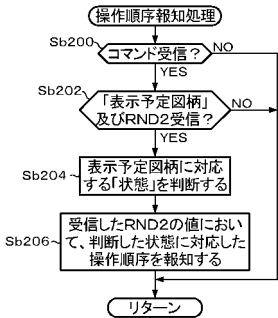 操作順序報知処理
Sb200
コマンド受信？
NO
YES
Sb202
「表示予定図柄」
及びRND2受信？
NO
YES
Sb204
表示予定図柄に対応
する「状態」を判断する
Sb206
受信したRND2の値におい
て、判断した状態に対応した
操作順序を報知する
リターン